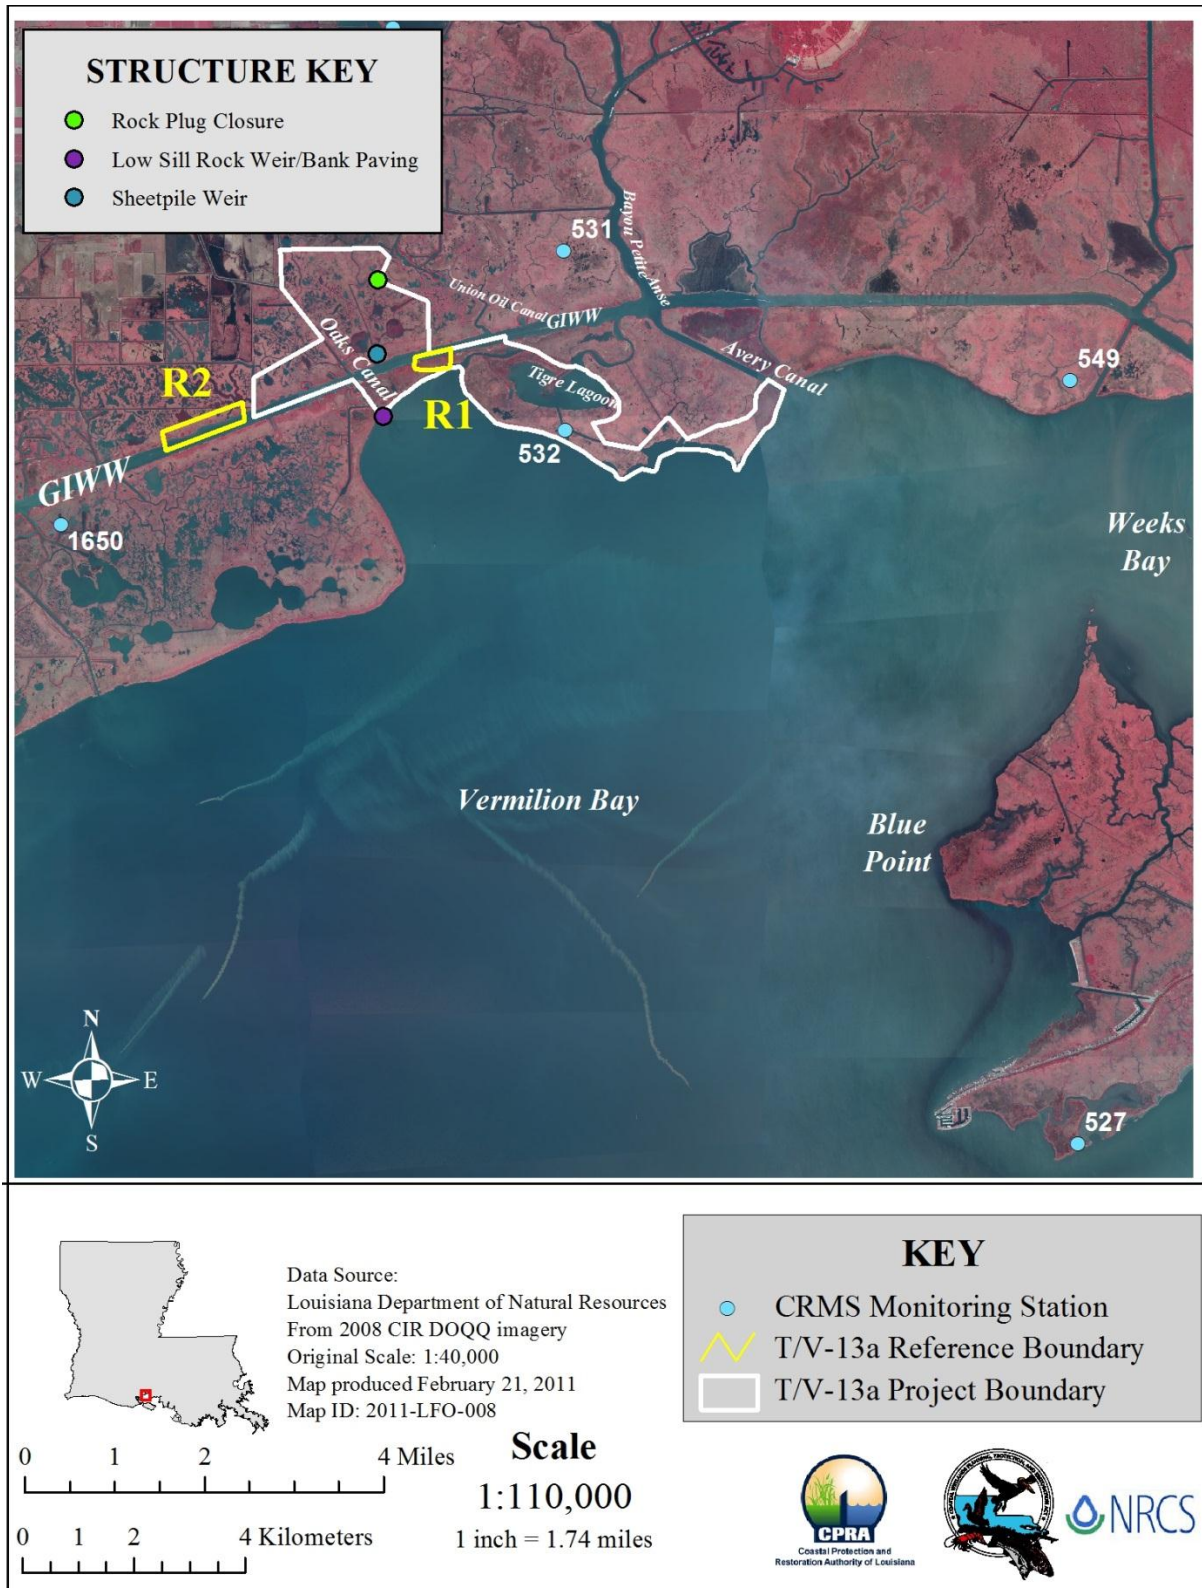 STRUCTURE KEY
Rock Plug Closure
Low Sill Rock Weir/Bank Paving
Sheetpile Weir
531
Bayou Petite Anse
Union Oil Canal
GIWW
Oaks Canal
Avery Canal
549
R2
Tigre Lagoon
R1
532
GIWW
1650
Weeks
Bay
Vermilion Bay
Blue
Point
N
W
E
S
527
Data Source:
Louisiana Department of Natural Resources
From 2008 CIR DOQQ imagery
Original Scale: 1:40,000
Map produced February 21, 2011
Map ID: 2011-LFO-008
KEY
CRMS Monitoring Station
T/V-13a Reference Boundary
T/V-13a Project Boundary
0 1 2 4 Miles
0 1 2 4 Kilometers
Scale
1:110,000
1 inch = 1.74 miles
CPRA
Coastal Protection and
Restoration Authority of Louisiana
NRCS